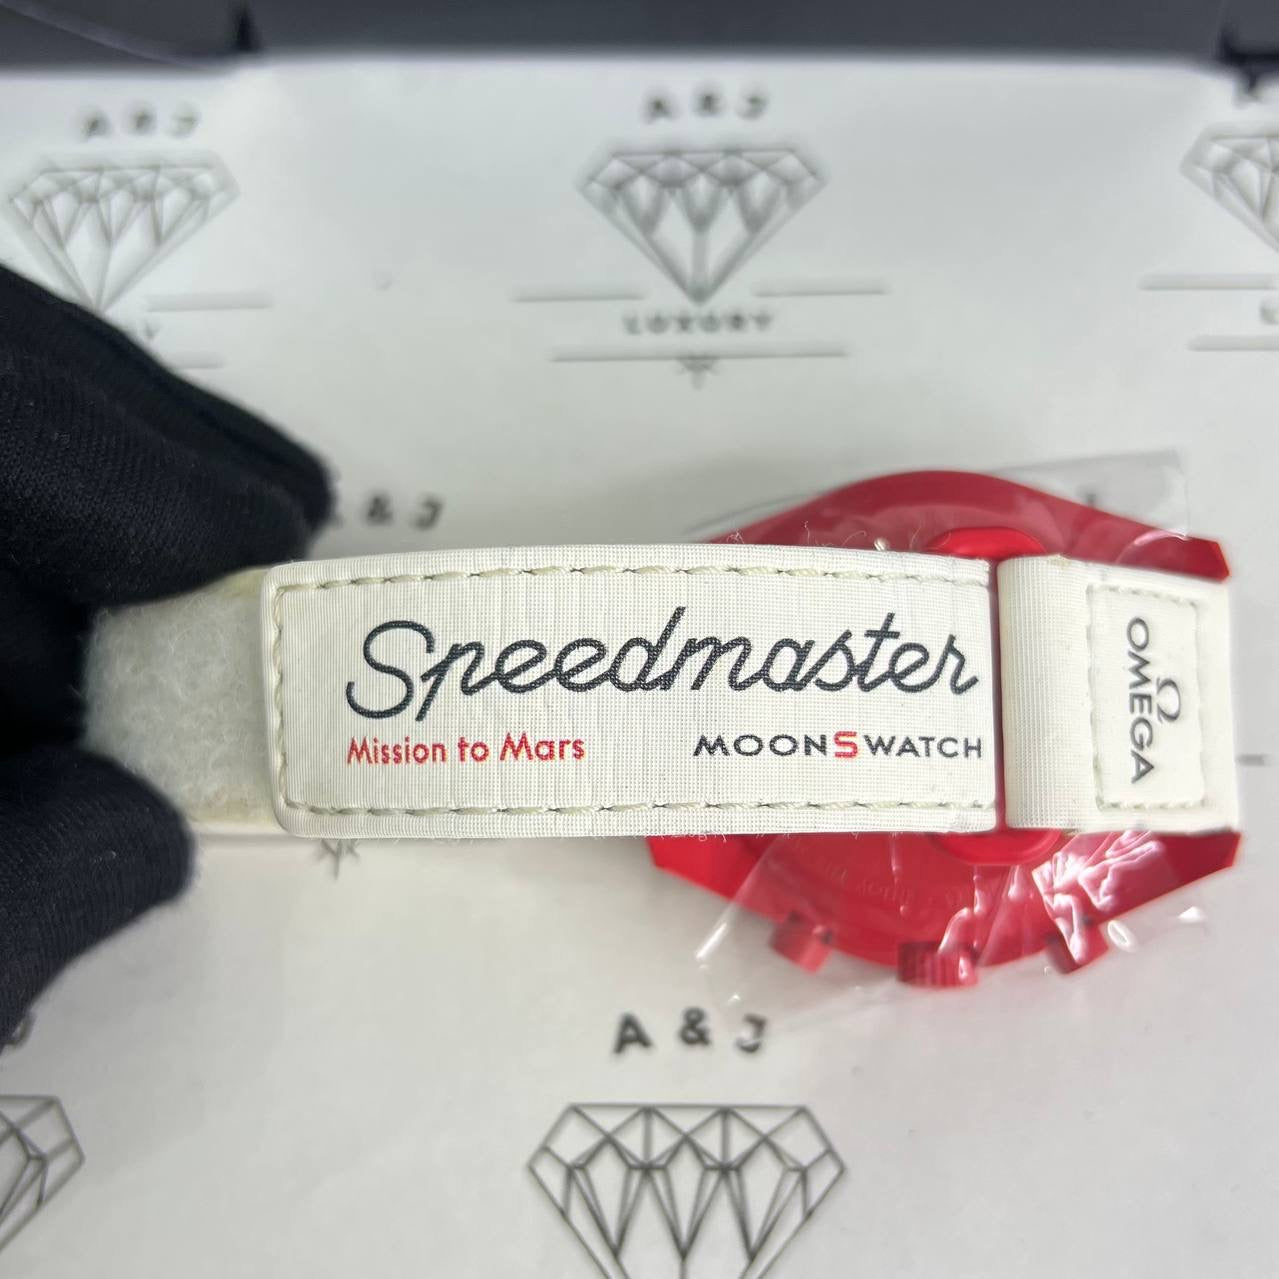 A & J
A & J
LUXURY
& J
Speedmaster
Mission to Mars
MOONSWATCH
Ω
OMEGA
A & J